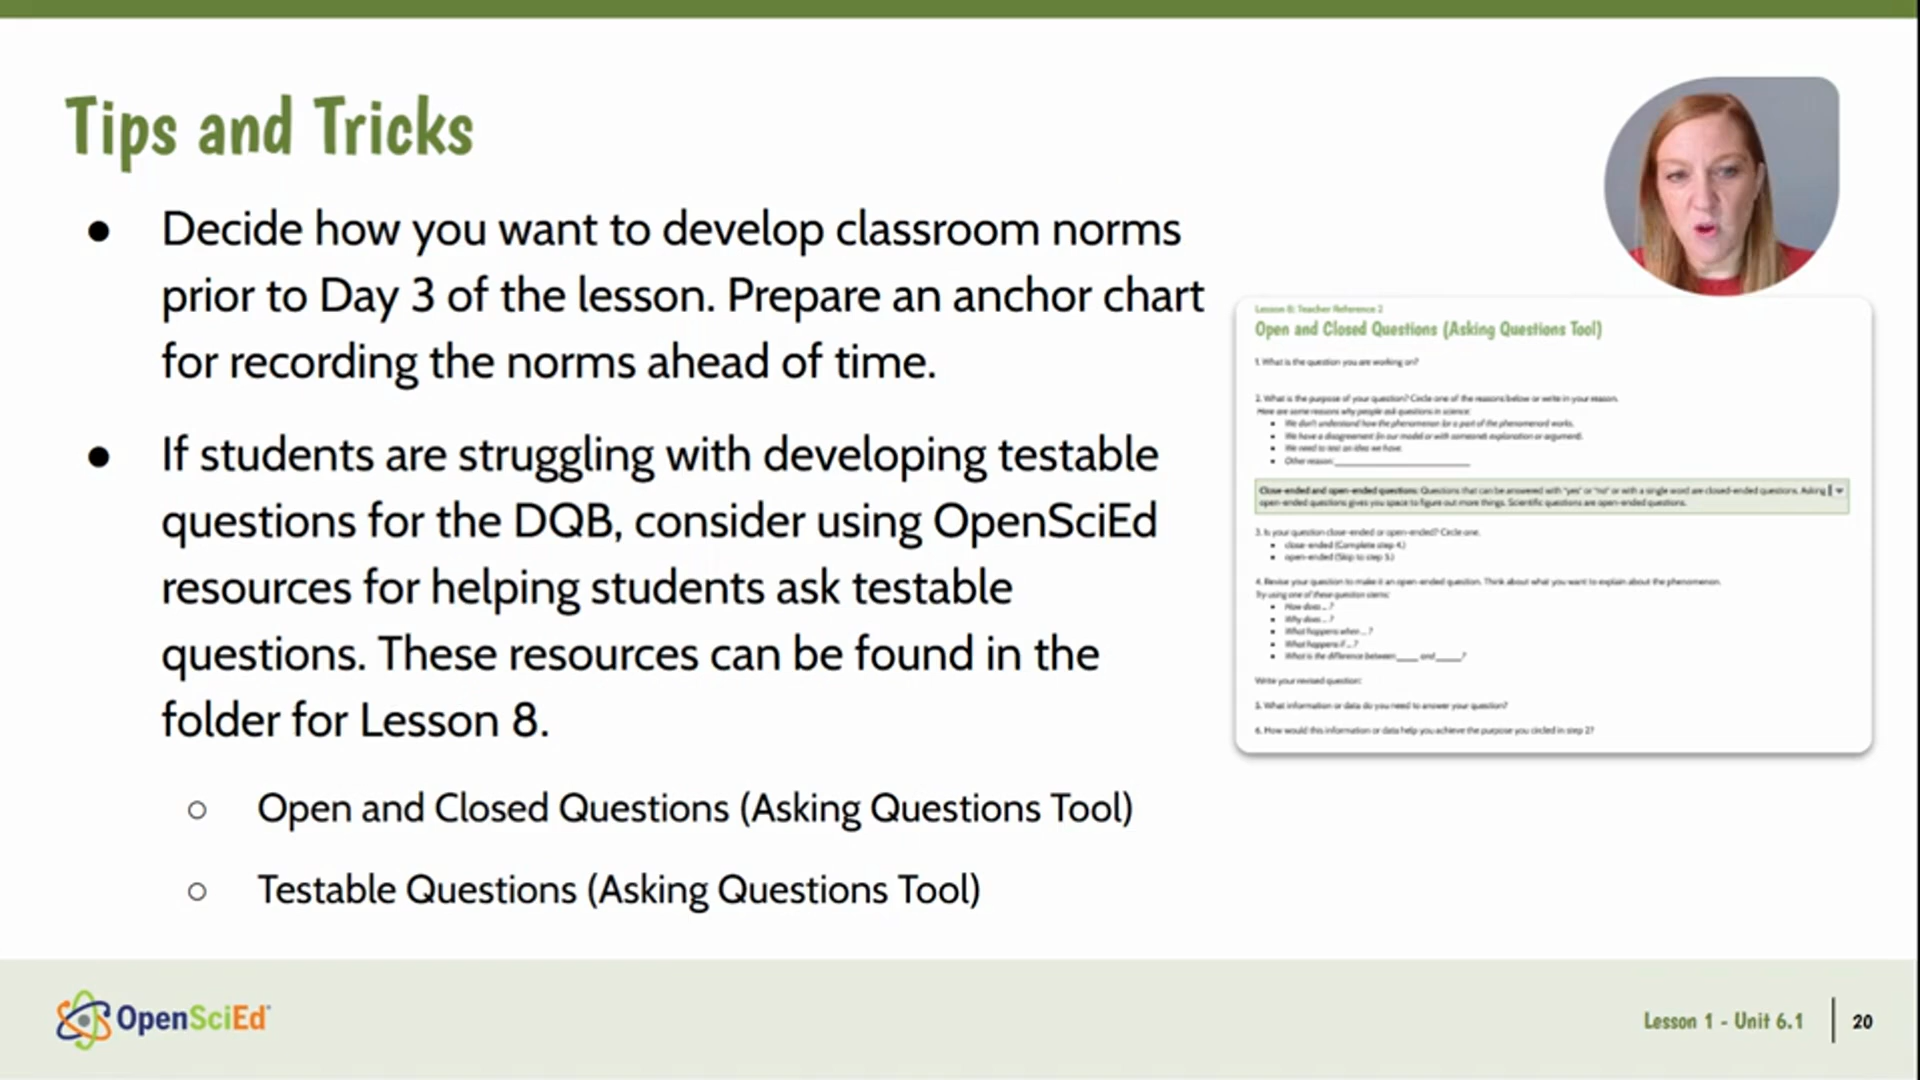 Tips and Tricks
● Decide how you want to develop classroom norms
prior to Day 3 of the lesson. Prepare an anchor chart
for recording the norms ahead of time.
● If students are struggling with developing testable
questions for the DQB, consider using OpenSciEd
resources for helping students ask testable
questions. These resources can be found in the
folder for Lesson 8.
○ Open and Closed Questions (Asking Questions Tool)
○ Testable Questions (Asking Questions Tool)
Lesson 8: Teacher Reference 2
Open and Closed Questions (Asking Questions Tool)
1. What is the question you are working on?
2. What is the purpose of your question? Circle one of the reasons below or write in your reason.
Here are some reasons why people ask questions in science:
• We don't understand how the phenomenon (or a part of the phenomenon) works.
• We have a disagreement (in our model or with someone's explanation or argument).
• We need to test an idea we have.
• Other reason:
Close-ended and open-ended questions: Questions that can be answered with "yes" or "no" or with a single word are closed-ended questions. Asking
open-ended questions gives you space to figure out more things. Scientific questions are open-ended questions.
3. Is your question close-ended or open-ended? Circle one.
• close-ended (Complete step 4.)
• open-ended (Skip to step 5.)
4. Revise your question to make it an open-ended question. Think about what you want to explain about the phenomenon.
Try using one of these question stems:
• How does ... ?
• Why does ... ?
• What happens when ... ?
• What happens if ... ?
• What is the difference between_____ and_____?
Write your revised question:
5. What information or data do you need to answer your question?
6. How would this information or data help you achieve the purpose you circled in step 2?
OpenSciEd
Lesson 1 - Unit 6.1 | 20